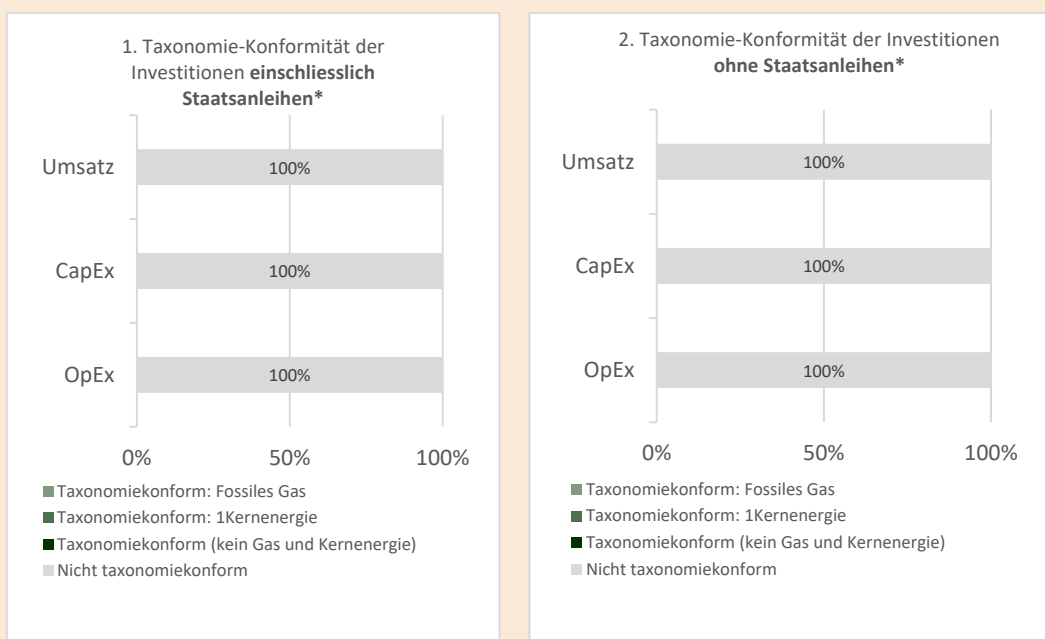 1. Taxonomie-Konformität der
Investitionen einschliesslich
Staatsanleihen*
Umsatz
100%
CapEx
100%
OpEx
100%
0%
50%
100%
Taxonomiekonform: Fossiles Gas
Taxonomiekonform: 1Kernenergie
Taxonomiekonform (kein Gas und Kernenergie)
Nicht taxonomiekonform
2. Taxonomie-Konformität der Investitionen
ohne Staatsanleihen*
Umsatz
100%
CapEx
100%
OpEx
100%
0%
50%
100%
Taxonomiekonform: Fossiles Gas
Taxonomiekonform: 1Kernenergie
Taxonomiekonform (kein Gas und Kernenergie)
Nicht taxonomiekonform